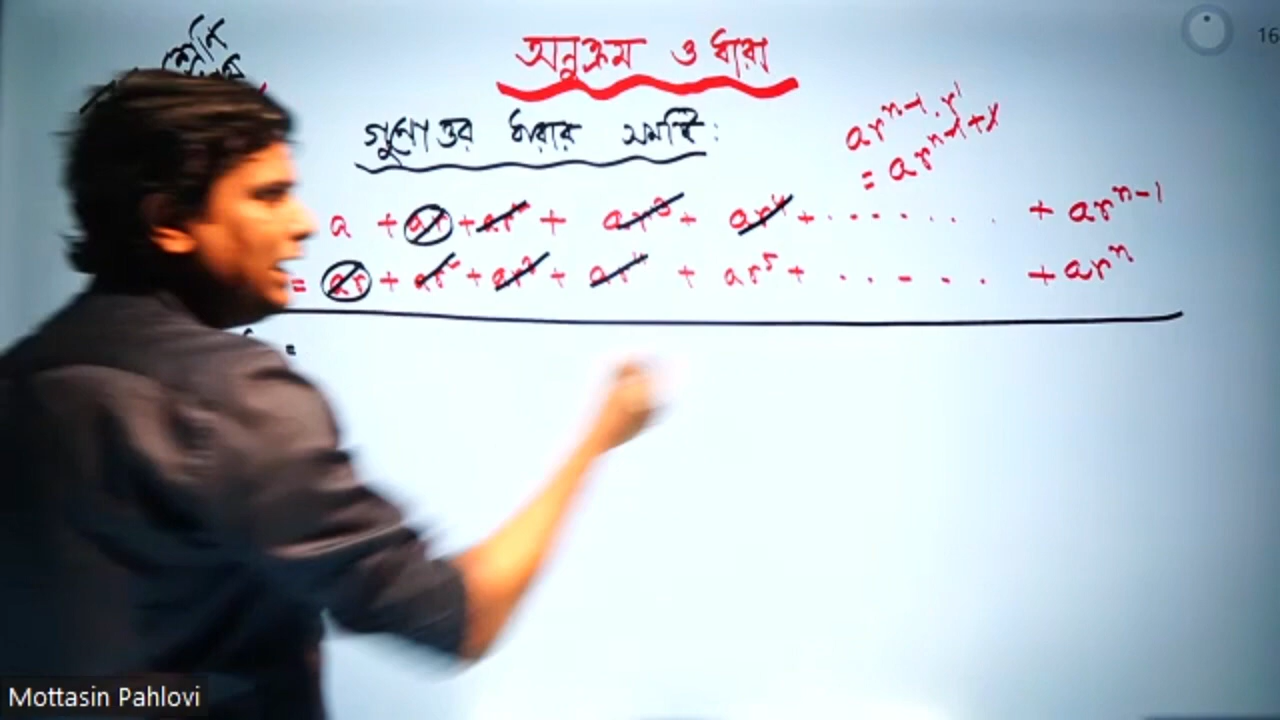 শ্রেণি
16
অনুক্রম ও ধারা
গুণোত্তর ধারার সমষ্টি:
arⁿ⁻¹·r¹
= arⁿ⁻¹⁺¹
a + ar + ar² + ar³ + ar⁴ + ....... + arⁿ⁻¹
= ar + ar² + ar³ + ar⁴ + ar⁵ + ...... + arⁿ
=
Mottasin Pahlovi